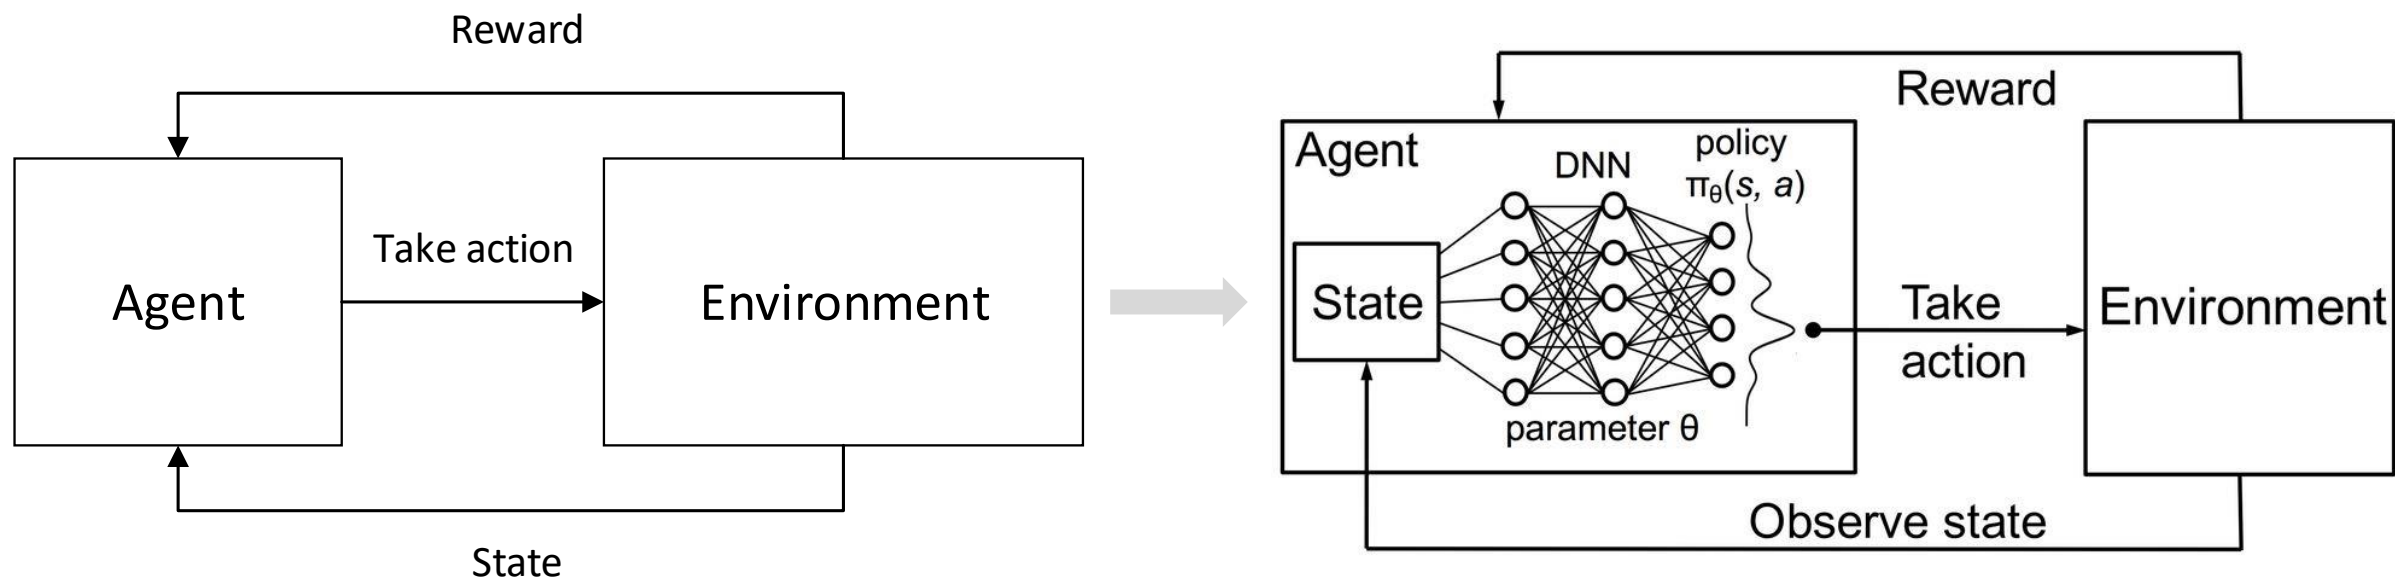 Reward
Agent
Take action
Environment
State
Reward
Agent
DNN
policy
πθ(s, a)
State
parameter θ
Take
action
Environment
Observe state